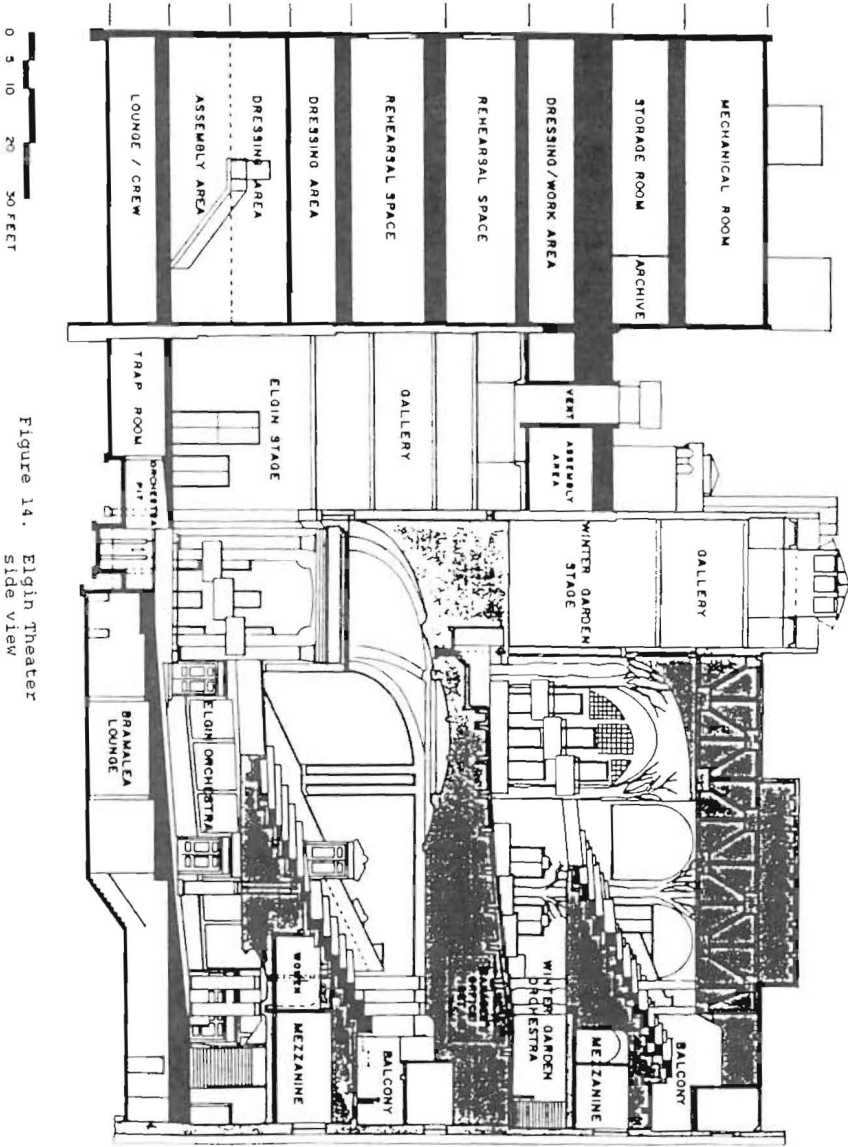 MECHANICAL ROOM
STORAGE ROOM
ARCHIVE
DRESSING/WORK AREA
REHEARSAL SPACE
REHEARSAL SPACE
DRESSING AREA
DRESSING AREA
ASSEMBLY AREA
LOUNGE / CREW
VENT
ASSEMBLY
AREA
GALLERY
ELGIN STAGE
TRAP ROOM
ORCHESTRA
PIT
GALLERY
WINTER GARDEN
STAGE
ELGIN ORCHESTRA
BRAMALEA
LOUNGE
BALCONY
MEZZANINE
WINTER GARDEN
ORCHESTRA
OFFICE
BALCONY
WOMEN
MEZZANINE
0 5 10 20 30 FEET
Figure 14. Elgin Theater
side view